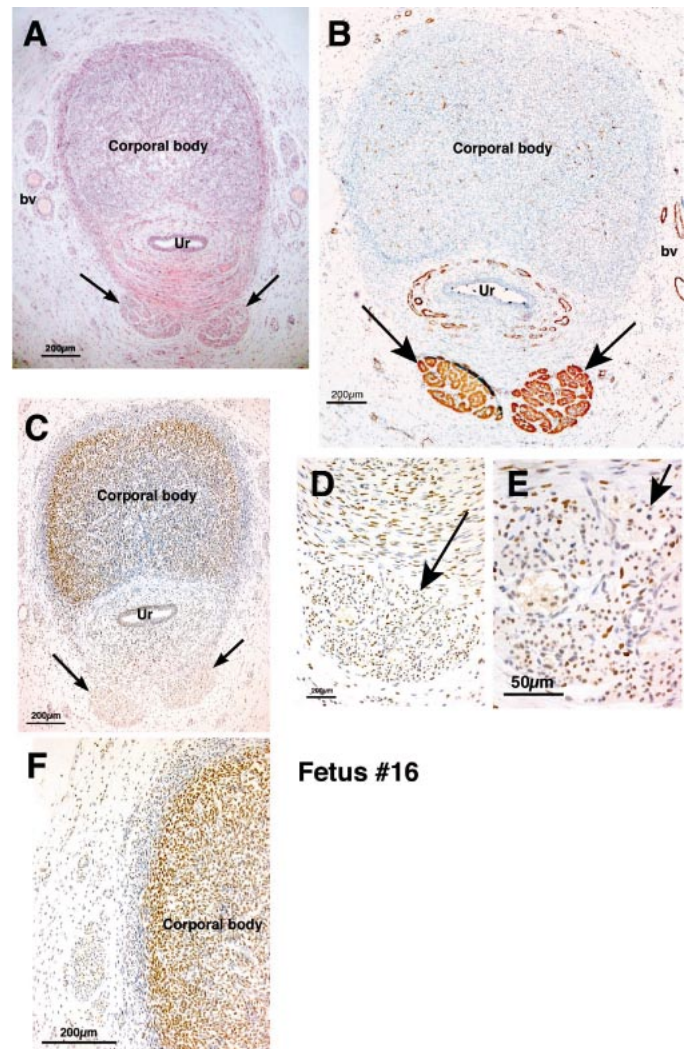 A
Corporal body
bv
Ur
200µm
B
Corporal body
bv
Ur
200µm
C
Corporal body
Ur
200µm
D
200µm
E
50µm
F
Corporal body
200µm
Fetus #16